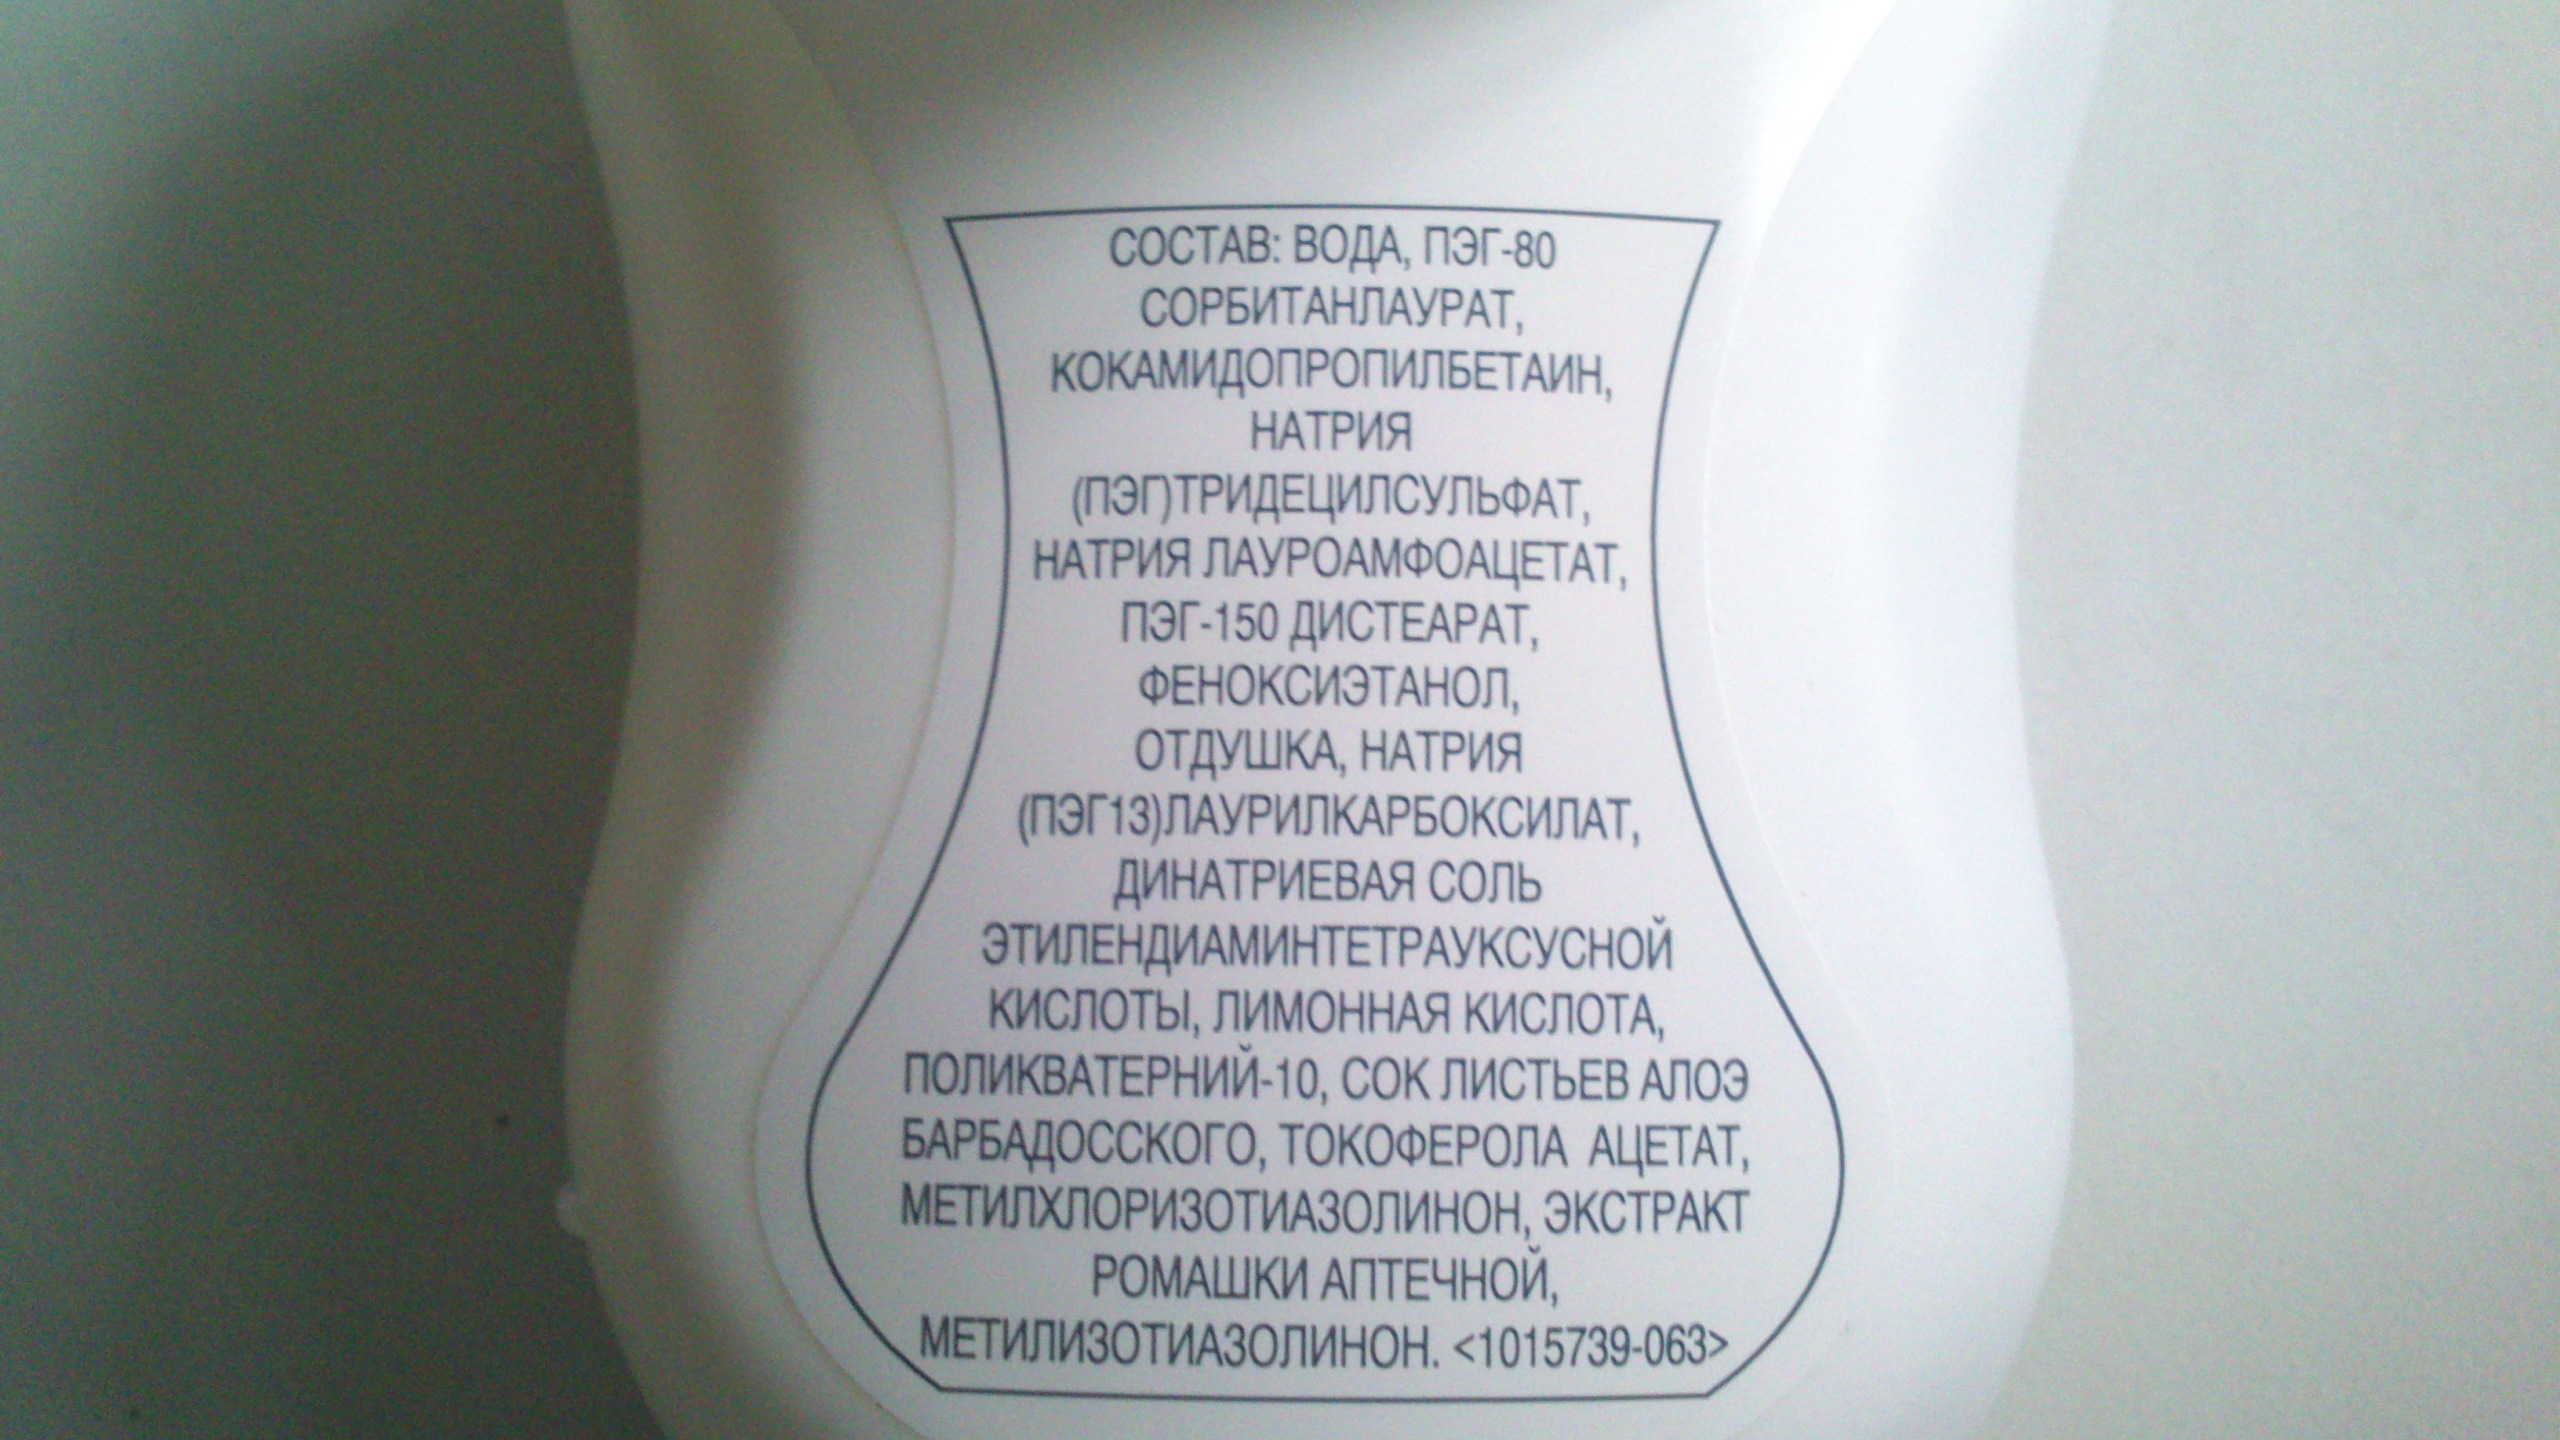 СОСТАВ: ВОДА, ПЭГ-80
СОРБИТАНЛАУРАТ,
КОКАМИДОПРОПИЛБЕТАИН,
НАТРИЯ
(ПЭГ)ТРИДЕЦИЛСУЛЬФАТ,
НАТРИЯ ЛАУРОАМФОАЦЕТАТ,
ПЭГ-150 ДИСТЕАРАТ,
ФЕНОКСИЭТАНОЛ,
ОТДУШКА, НАТРИЯ
(ПЭГ13)ЛАУРИЛКАРБОКСИЛАТ,
ДИНАТРИЕВАЯ СОЛЬ
ЭТИЛЕНДИАМИНТЕТРАУКСУСНОЙ
КИСЛОТЫ, ЛИМОННАЯ КИСЛОТА,
ПОЛИКВАТЕРНИЙ-10, СОК ЛИСТЬЕВ АЛОЭ
БАРБАДОССКОГО, ТОКОФЕРОЛА АЦЕТАТ,
МЕТИЛХЛОРИЗОТИАЗОЛИНОН, ЭКСТРАКТ
РОМАШКИ АПТЕЧНОЙ,
МЕТИЛИЗОТИАЗОЛИНОН. <1015739-063>